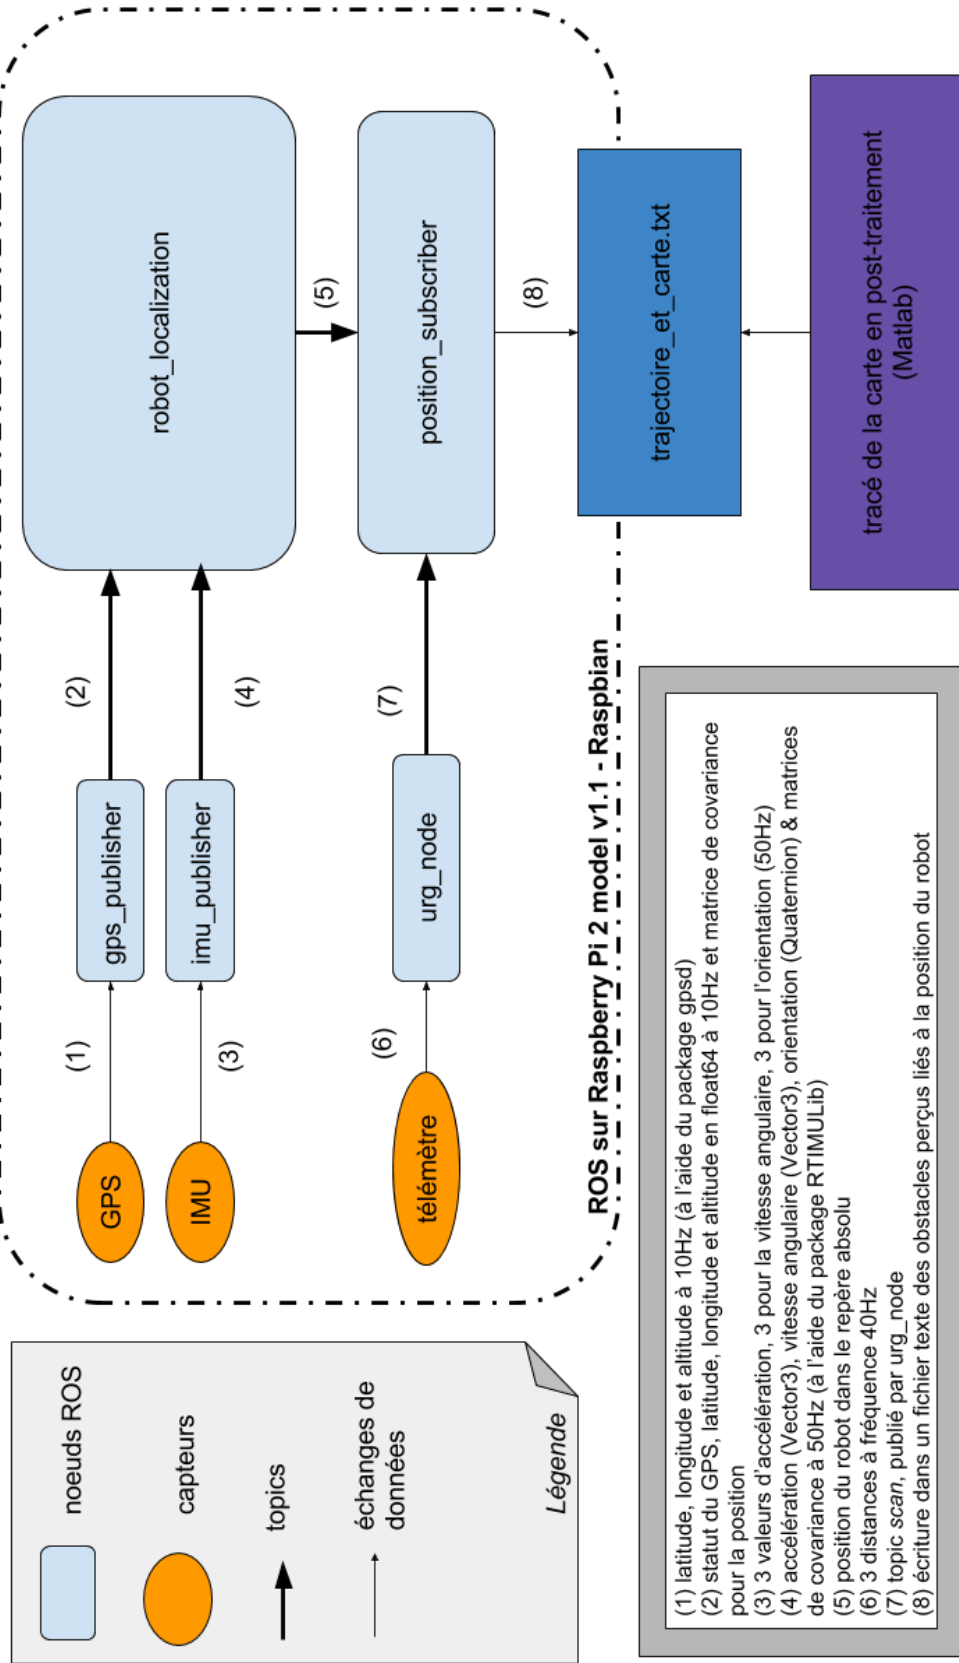 Légende
noeuds ROS
capteurs
topics
échanges de
données
GPS
(1)
gps_publisher
(2)
IMU
(3)
imu_publisher
(4)
robot_localization
(5)
télémètre
(6)
urg_node
(7)
position_subscriber
(8)
ROS sur Raspberry Pi 2 model v1.1 - Raspbian
trajectoire_et_carte.txt
tracé de la carte en post-traitement
(Matlab)
(1) latitude, longitude et altitude à 10Hz (à l'aide du package gpsd)
(2) statut du GPS, latitude, longitude et altitude en float64 à 10Hz et matrice de covariance
pour la position
(3) 3 valeurs d'accélération, 3 pour la vitesse angulaire, 3 pour l'orientation (50Hz)
(4) accélération (Vector3), vitesse angulaire (Vector3), orientation (Quaternion) & matrices
de covariance à 50Hz (à l'aide du package RTIMULib)
(5) position du robot dans le repère absolu
(6) 3 distances à fréquence 40Hz
(7) topic scan, publié par urg_node
(8) écriture dans un fichier texte des obstacles perçus liés à la position du robot